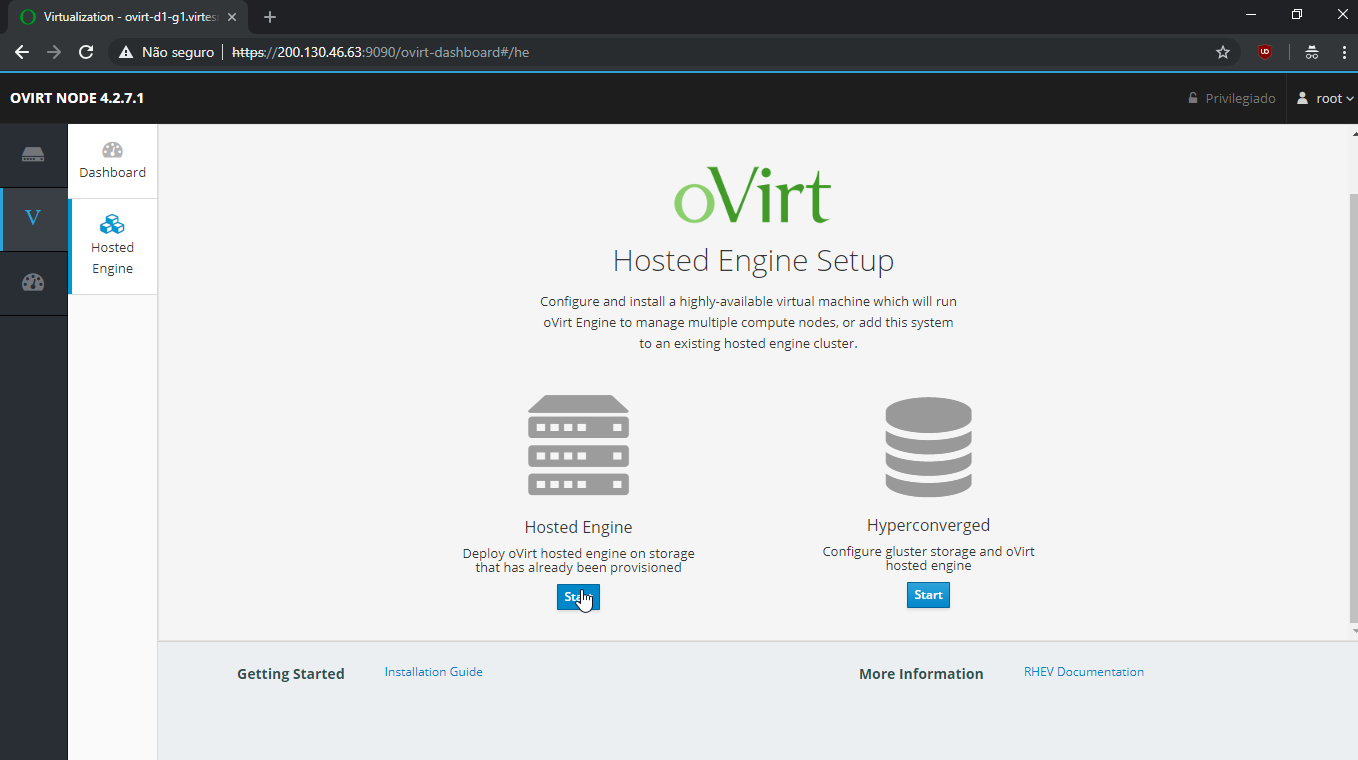 Virtualization - ovirt-d1-g1.virtes
Não seguro
https://200.130.46.63:9090/ovirt-dashboard#/he
OVIRT NODE 4.2.7.1
Privilegiado
root
V
Dashboard
Hosted
Engine
oVirt
Hosted Engine Setup
Configure and install a highly-available virtual machine which will run
oVirt Engine to manage multiple compute nodes, or add this system
to an existing hosted engine cluster.
Hosted Engine
Deploy oVirt hosted engine on storage
that has already been provisioned
Start
Hyperconverged
Configure gluster storage and oVirt
hosted engine
Start
Getting Started
Installation Guide
More Information
RHEV Documentation